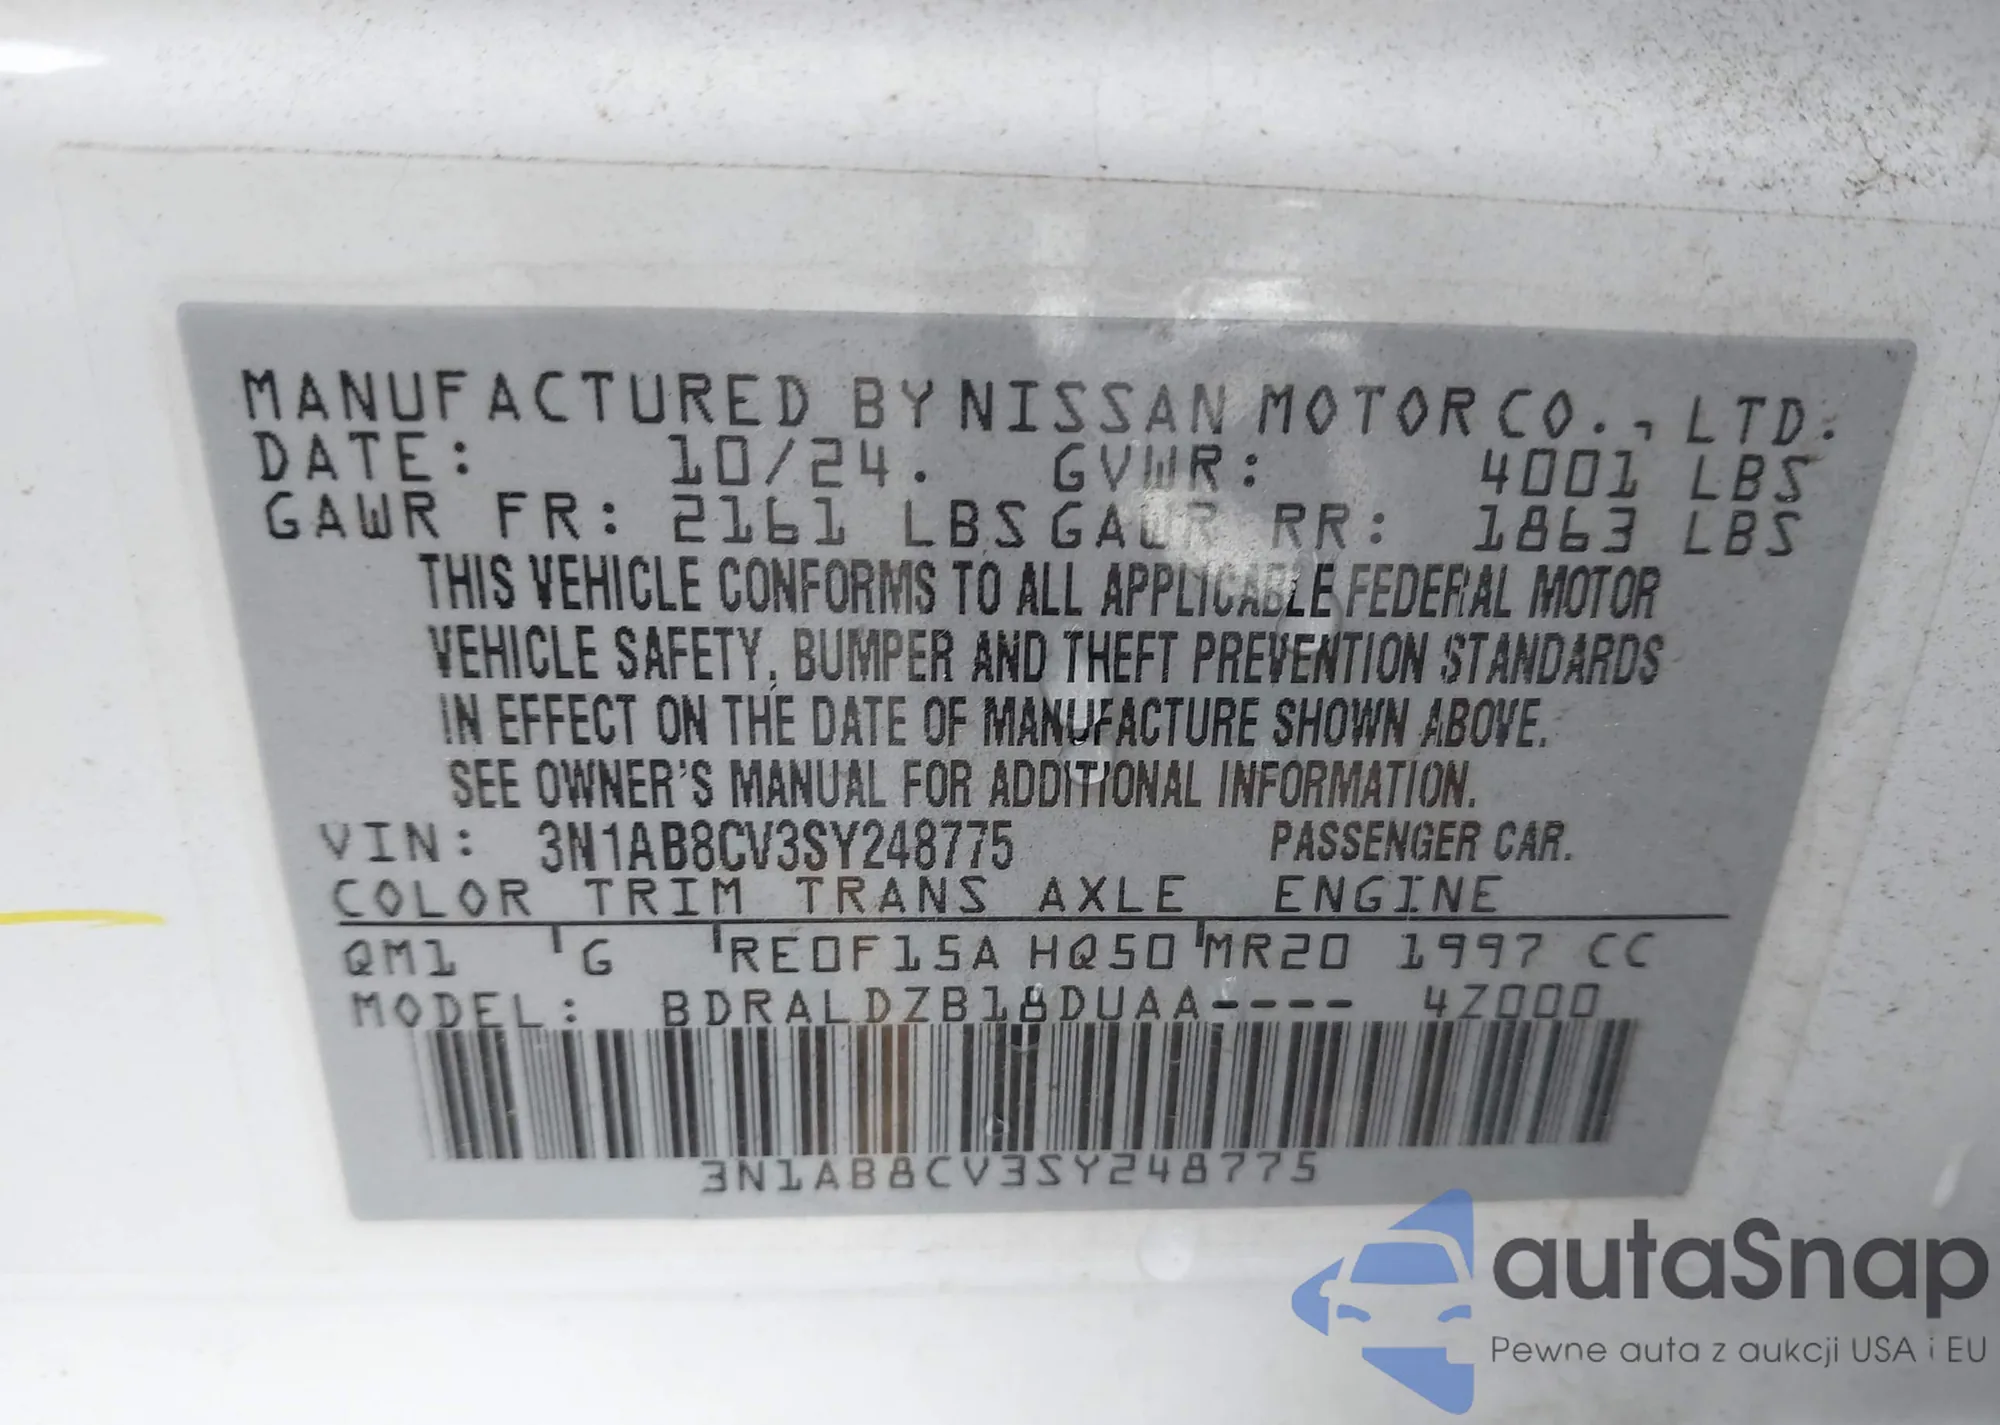 MANUFACTURED BY NISSAN MOTOR CO., LTD.
DATE: 10/24. GVWR: 4001 LBS
GAWR FR: 2161 LBS GAWR RR: 1863 LBS
THIS VEHICLE CONFORMS TO ALL APPLICABLE FEDERAL MOTOR
VEHICLE SAFETY, BUMPER AND THEFT PREVENTION STANDARDS
IN EFFECT ON THE DATE OF MANUFACTURE SHOWN ABOVE.
SEE OWNER'S MANUAL FOR ADDITIONAL INFORMATION.
VIN: 3N1AB8CV3SY248775 PASSENGER CAR.
COLOR TRIM TRANS AXLE ENGINE
QM1 G RE0F15A HQ50 MR20 1997 CC
MODEL: BDRALDZB18DUAA---- 4Z000
3N1AB8CV3SY248775
autaSnap
Pewne auta z aukcji USA i EU